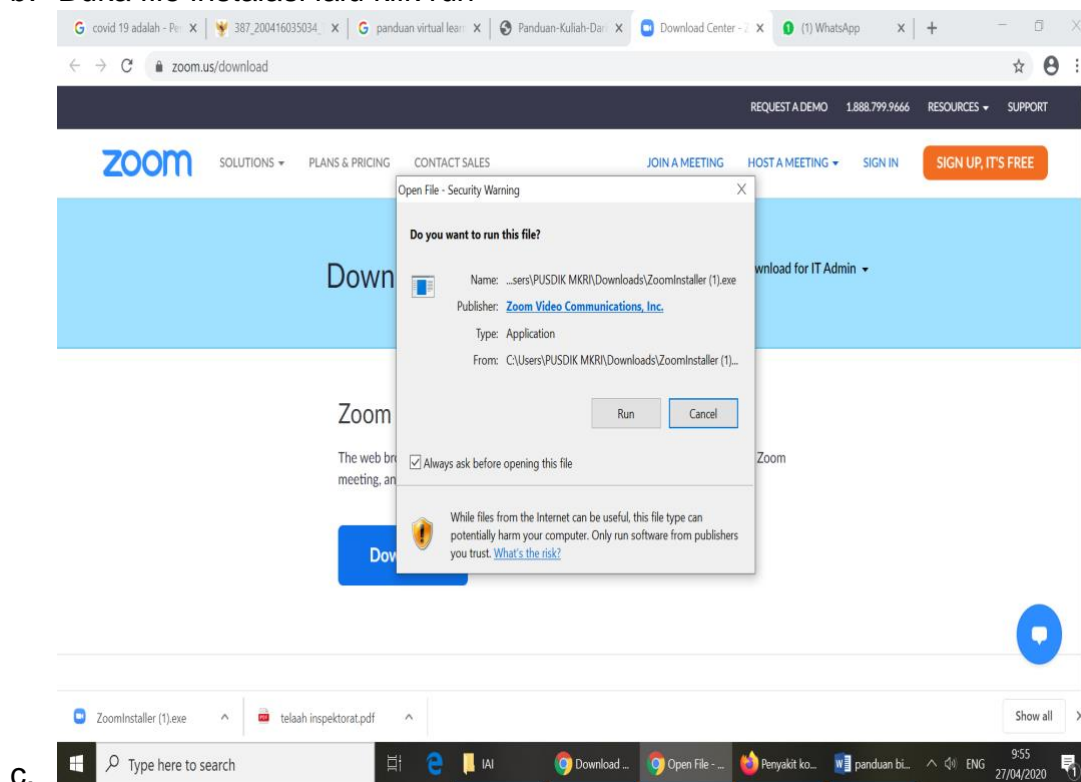 covid 19 adalah - Pe
387_200416035034_
panduan virtual lear
Panduan-Kuliah-Dar
Download Center - Z
(1) WhatsApp
zoom.us/download
REQUEST A DEMO 1.888.799.9666 RESOURCES SUPPORT
zoom SOLUTIONS PLANS & PRICING CONTACT SALES JOIN A MEETING HOST A MEETING SIGN IN SIGN UP, IT'S FREE
Open File - Security Warning
Do you want to run this file?
Down
wnload for IT Admin
Name: ...sers\PUSDIK MKRI\Downloads\ZoomInstaller (1).exe
Publisher: Zoom Video Communications, Inc.
Type: Application
From: C:\Users\PUSDIK MKRI\Downloads\ZoomInstaller (1)...
Run Cancel
Zoom
The web br
Always ask before opening this file
Zoom
meeting, an
While files from the Internet can be useful, this file type can
potentially harm your computer. Only run software from publishers
you trust. What's the risk?
Dow
ZoomInstaller (1).exe
telaah inspektorat.pdf
Show all
c.
Type here to search
IAI
Download ...
Open File - ...
Penyakit ko...
panduan bi...
ENG
9:55
27/04/2020